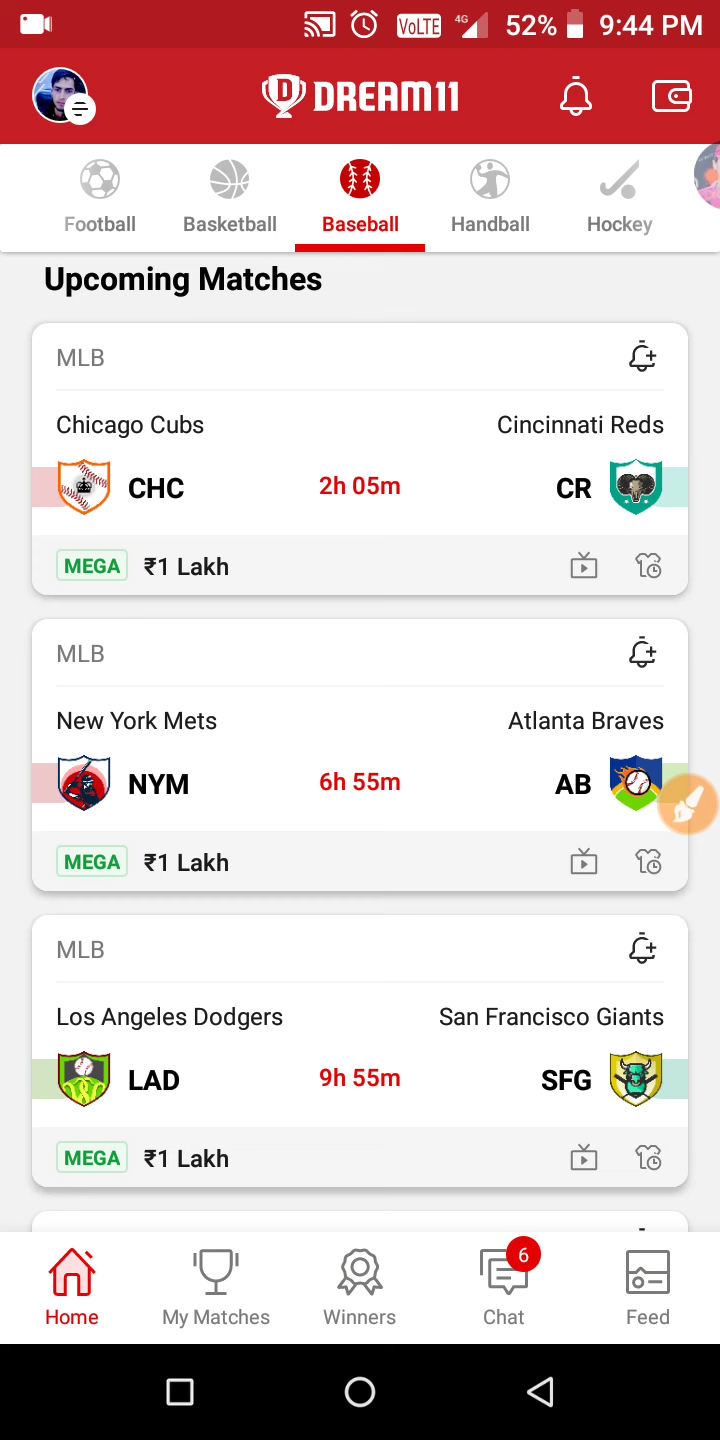 VoLTE 4G 52% 9:44 PM
DREAM11
Football Basketball Baseball Handball Hockey
Upcoming Matches
MLB
Chicago Cubs Cincinnati Reds
CHC 2h 05m CR
MEGA ₹1 Lakh
MLB
New York Mets Atlanta Braves
NYM 6h 55m AB
MEGA ₹1 Lakh
MLB
Los Angeles Dodgers San Francisco Giants
LAD 9h 55m SFG
MEGA ₹1 Lakh
6
Home My Matches Winners Chat Feed